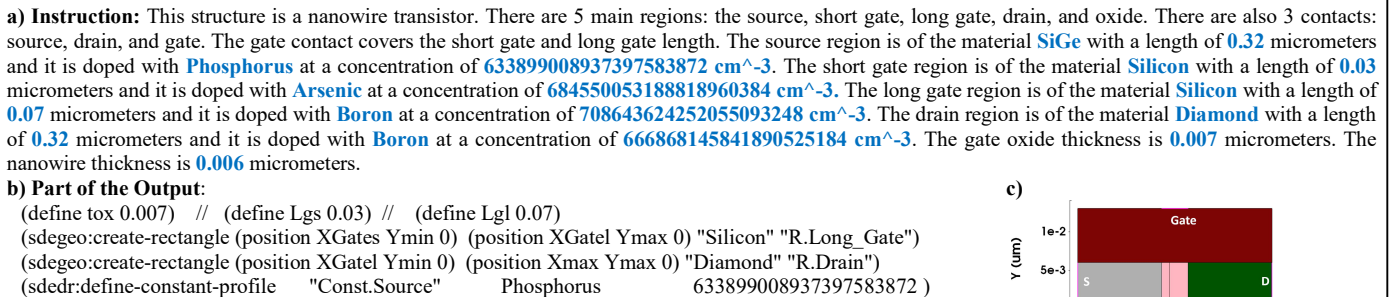 a) Instruction: This structure is a nanowire transistor. There are 5 main regions: the source, short gate, long gate, drain, and oxide. There are also 3 contacts:
source, drain, and gate. The gate contact covers the short gate and long gate length. The source region is of the material SiGe with a length of 0.32 micrometers
and it is doped with Phosphorus at a concentration of 633899008937397583872 cm^-3. The short gate region is of the material Silicon with a length of 0.03
micrometers and it is doped with Arsenic at a concentration of 684550053188818960384 cm^-3. The long gate region is of the material Silicon with a length of
0.07 micrometers and it is doped with Boron at a concentration of 708643624252055093248 cm^-3. The drain region is of the material Diamond with a length
of 0.32 micrometers and it is doped with Boron at a concentration of 666868145841890525184 cm^-3. The gate oxide thickness is 0.007 micrometers. The
nanowire thickness is 0.006 micrometers.
b) Part of the Output:
(define tox 0.007) // (define Lgs 0.03) // (define Lgl 0.07)
(sdegeo:create-rectangle (position XGates Ymin 0) (position XGatel Ymax 0) "Silicon" "R.Long_Gate")
(sdegeo:create-rectangle (position XGatel Ymin 0) (position Xmax Ymax 0) "Diamond" "R.Drain")
(sdedr:define-constant-profile "Const.Source" Phosphorus 633899008937397583872 )
c)
Gate
1e-2
Y (um)
5e-3
S
D